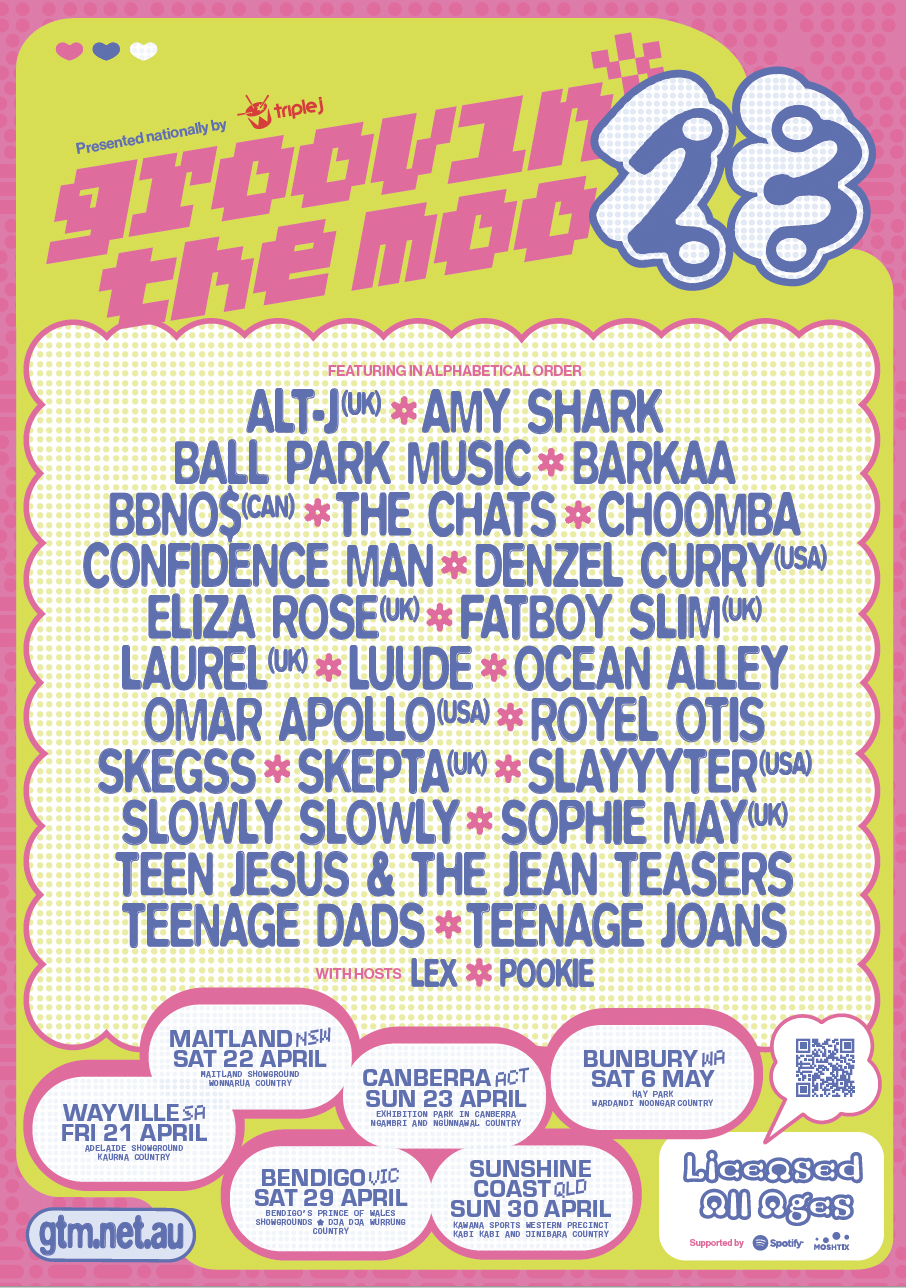 Presented nationally by triple j
groovin
the moo
23
FEATURING IN ALPHABETICAL ORDER
ALT-J (UK) AMY SHARK
BALL PARK MUSIC BARKAA
BBNO$ (CAN) THE CHATS CHOOMBA
CONFIDENCE MAN DENZEL CURRY (USA)
ELIZA ROSE (UK) FATBOY SLIM (UK)
LAUREL (UK) LUUDE OCEAN ALLEY
OMAR APOLLO (USA) ROYEL OTIS
SKEGSS SKEPTA (UK) SLAYYYTER (USA)
SLOWLY SLOWLY SOPHIE MAY (UK)
TEEN JESUS & THE JEAN TEASERS
TEENAGE DADS TEENAGE JOANS
WITH HOSTS LEX POOKIE
WAYVILLE SA
FRI 21 APRIL
ADELAIDE SHOWGROUND
KAURNA COUNTRY
MAITLAND NSW
SAT 22 APRIL
MAITLAND SHOWGROUND
WONNARUA COUNTRY
CANBERRA ACT
SUN 23 APRIL
EXHIBITION PARK IN CANBERRA
NGAMBRI AND NGUNNAWAL COUNTRY
BENDIGO VIC
SAT 29 APRIL
BENDIGO'S PRINCE OF WALES
SHOWGROUNDS DJA DJA WURRUNG
COUNTRY
SUNSHINE
COAST QLD
SUN 30 APRIL
KAWANA SPORTS WESTERN PRECINCT
KABI KABI AND JINIBARA COUNTRY
BUNBURY WA
SAT 6 MAY
HAY PARK
WARDANDI NOONGAR COUNTRY
gtm.net.au
Licensed
All Ages
Supported by Spotify MOSHTIX